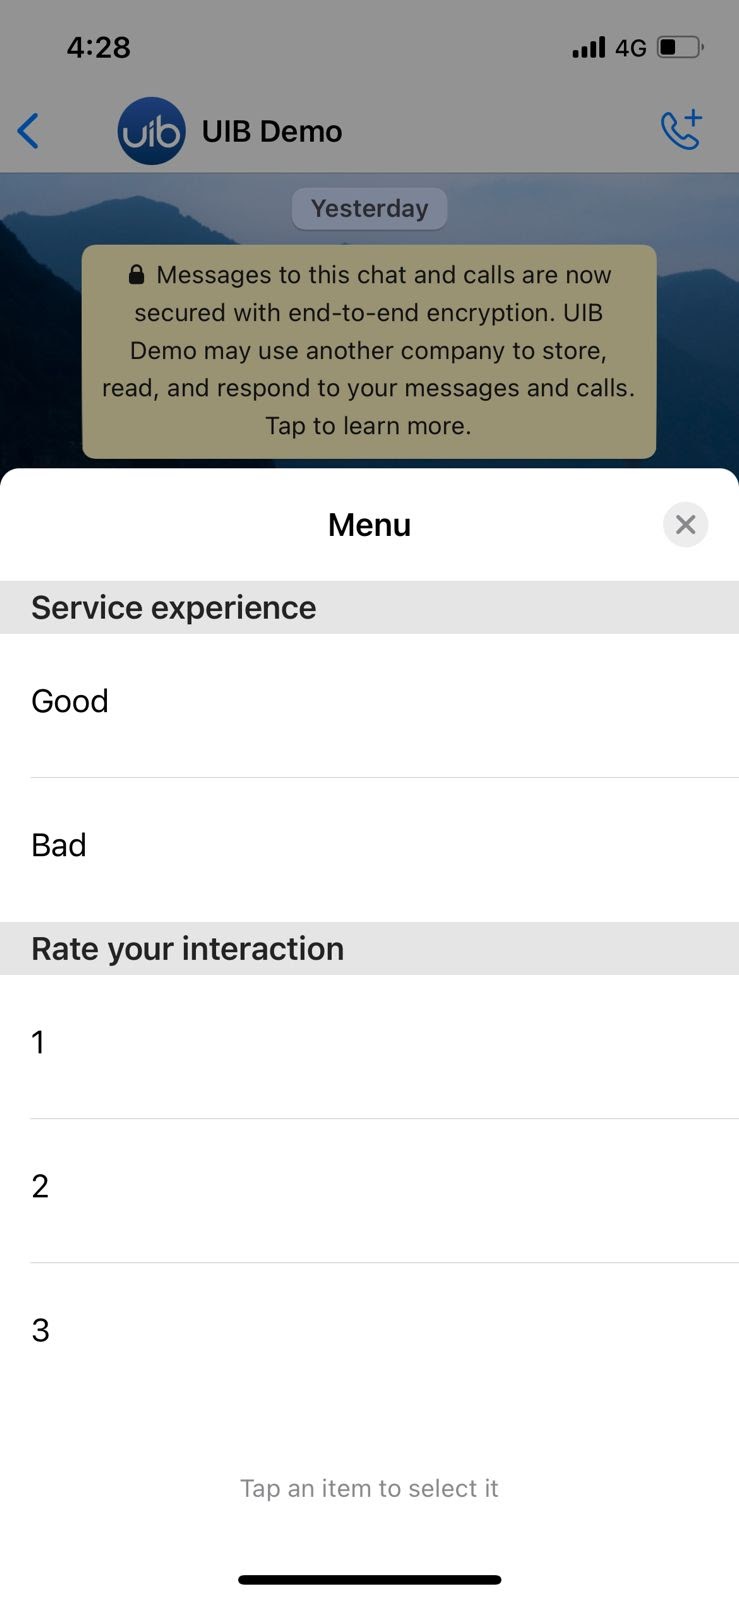 4:28
4G
uib
UIB Demo
Yesterday
Messages to this chat and calls are now
secured with end-to-end encryption. UIB
Demo may use another company to store,
read, and respond to your messages and calls.
Tap to learn more.
Menu
Service experience
Good
Bad
Rate your interaction
1
2
3
Tap an item to select it